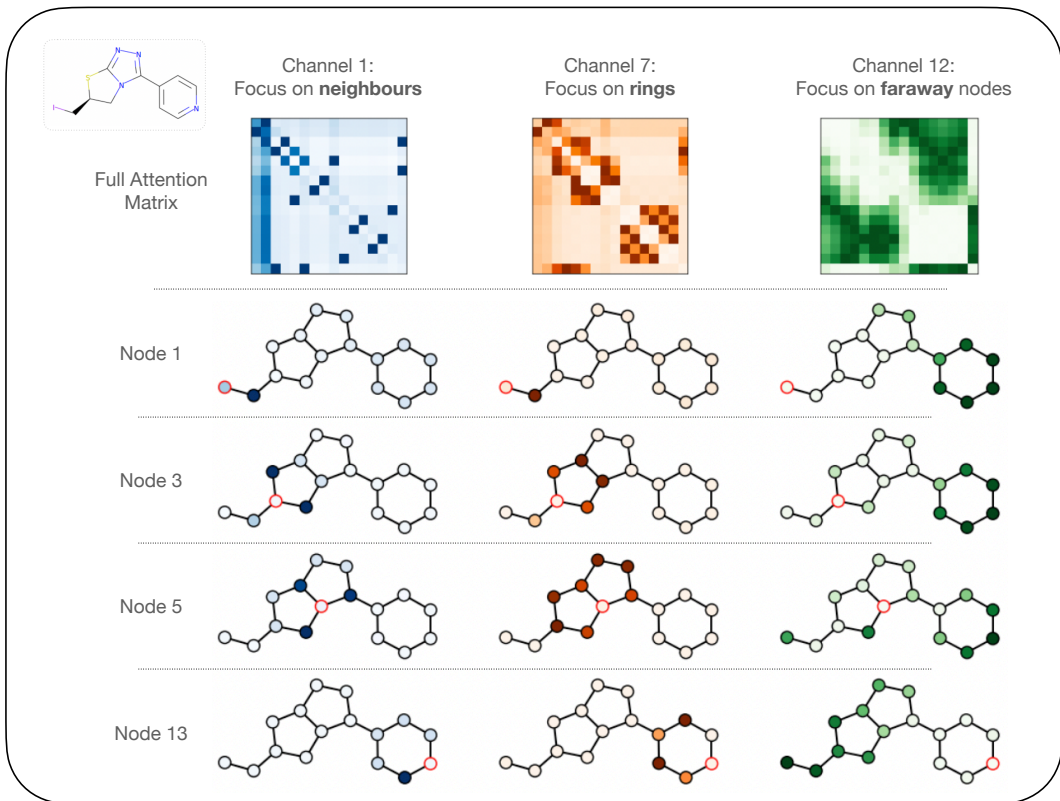 N N
S
N
N
I
Channel 1:
Focus on neighbours
Channel 7:
Focus on rings
Channel 12:
Focus on faraway nodes
Full Attention
Matrix
Node 1
Node 3
Node 5
Node 13